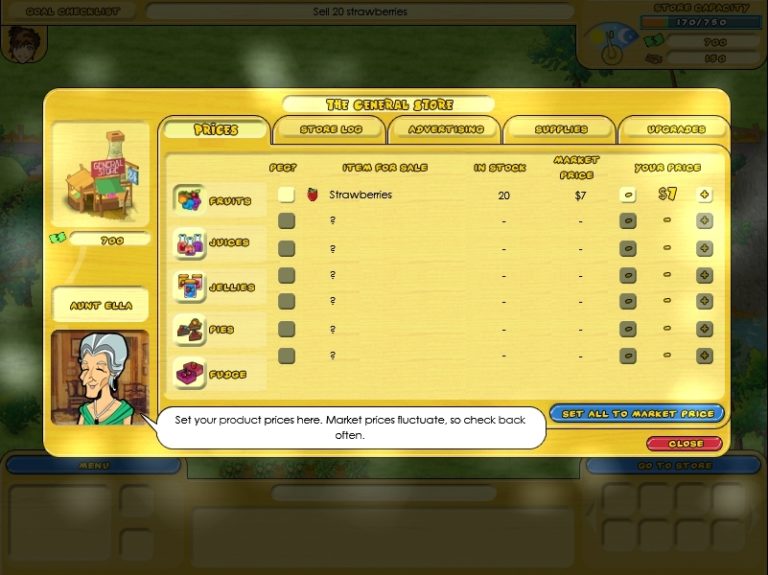 GOAL CHECKLIST
Sell 20 strawberries
STORE CAPACITY
170/750
700
150
THE GENERAL STORE
PRICES
STORE LOG
ADVERTISING
SUPPLIES
UPGRADES
GENERAL
STORE
PEG?
ITEM FOR SALE
IN STOCK
MARKET
PRICE
YOUR PRICE
FRUITS
Strawberries
20
$7
-
$7
+
?
-
-
-
-
+
700
JUICES
?
-
-
-
-
+
JELLIES
?
-
-
-
-
+
AUNT ELLA
?
-
-
-
-
+
PIES
?
-
-
-
-
+
FUDGE
?
-
-
-
-
+
Set your product prices here. Market prices fluctuate, so check back
often.
SET ALL TO MARKET PRICE
CLOSE
MENU
GO TO STORE